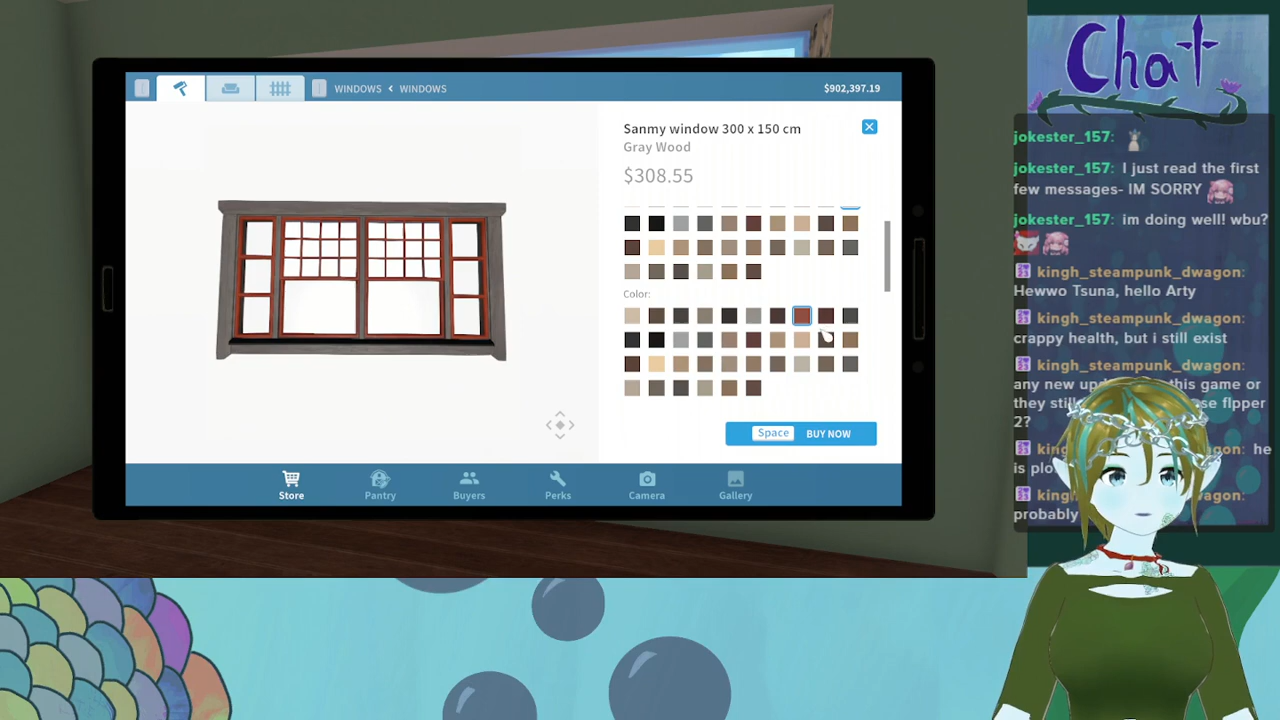 WINDOWS < WINDOWS
$902,397.19
Sanmy window 300 x 150 cm
Gray Wood
$308.55
Color:
Space BUY NOW
Store
Pantry
Buyers
Perks
Camera
Gallery
Chat
jokester_157:
jokester_157: I just read the first
few messages- IM SORRY
jokester_157: im doing well! wbu?
kingh_steampunk_dwagon:
Hewwo Tsuna, hello Arty
kingh_steampunk_dwagon:
crappy health, but i still exist
kingh_steampunk_dwagon:
any new this game or
they flpper
2?
kingh_steampunk_dwagon: he
is
probably